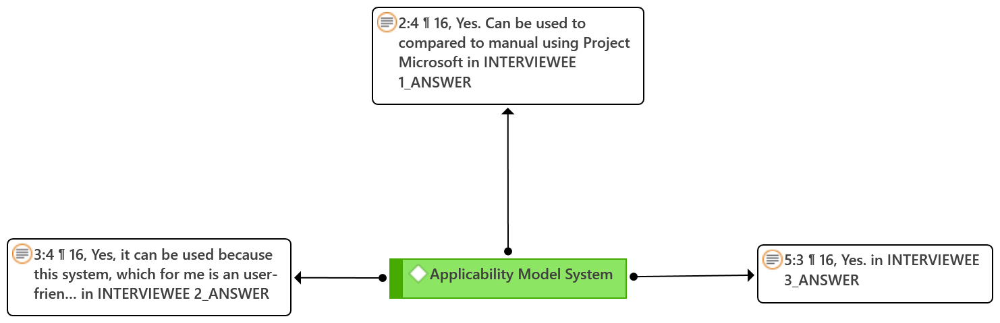 2:4 ¶ 16, Yes. Can be used to
compared to manual using Project
Microsoft in INTERVIEWEE
1_ANSWER
3:4 ¶ 16, Yes, it can be used because
this system, which for me is an user-
frien... in INTERVIEWEE 2_ANSWER
Applicability Model System
5:3 ¶ 16, Yes. in INTERVIEWEE
3_ANSWER